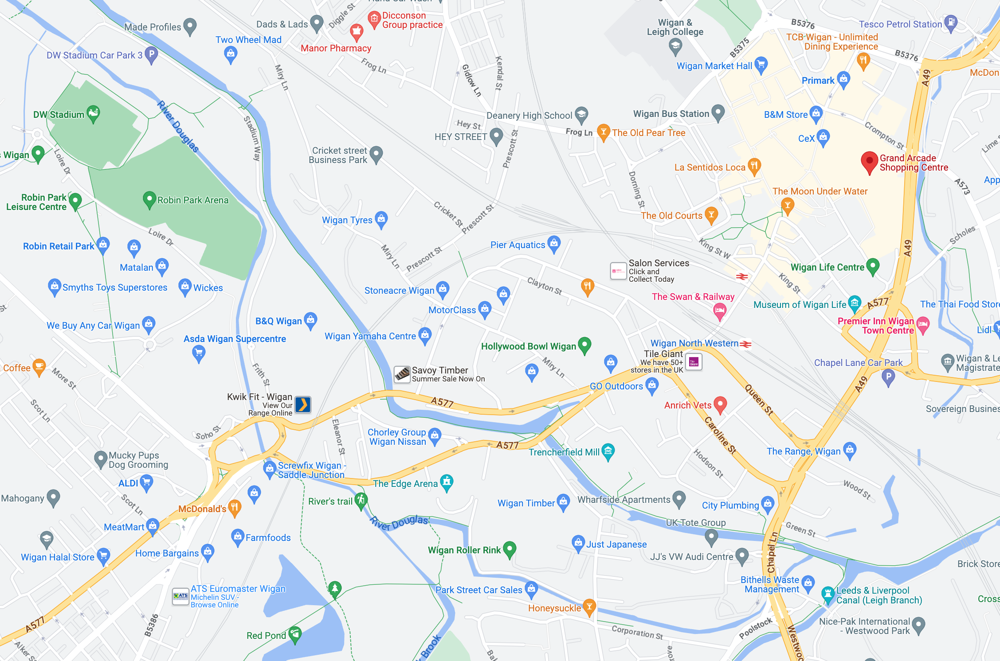 Made Profiles
Dads & Lads
Diggle St
Dicconson
Group practice
Manor Pharmacy
Two Wheel Mad
DW Stadium Car Park 3
Wigan &
Leigh College
B5376
Tesco Petrol Station
TCB Wigan - Unlimited
Dining Experience
B5375
B5376
Wigan Market Hall
McDon
Primark
A49
Frog Ln
Miry Ln
Gidlow Ln
Kendal St
DW Stadium
River Douglas
Stadium Way
Deanery High School
Wigan Bus Station
B&M Store
Hey St
HEY STREET
Frog Ln
The Old Pear Tree
CeX
Crompton St
Lime S
Prescott St
s Wigan
Loire Dr
Cricket street
Business Park
La Sentidos Loca
Grand Arcade
Shopping Centre
App
A573
Dorning St
The Moon Under Water
Robin Park
Leisure Centre
Robin Park Arena
Cricket St
Prescott St
Wigan Tyres
The Old Courts
Loire Dr
Robin Retail Park
Pier Aquatics
King St W
A49
Scholes
Miry Ln
Prescott St
Matalan
Salon Services
Click and
Collect Today
Wigan Life Centre
Smyths Toys Superstores
Wickes
Stoneacre Wigan
Clayton St
King St
The Swan & Railway
Museum of Wigan Life
A577
The Thai Food Store
St
MotorClass
B&Q Wigan
We Buy Any Car Wigan
Premier Inn Wigan
Town Centre
Lidl
Asda Wigan Supercentre
Wigan Yamaha Centre
Hollywood Bowl Wigan
Wigan North Western
Tile Giant
We have 50+
stores in the UK
Chapel Lane Car Park
Wigan & Le
Magistrate
Coffee
More St
Frith St
Savoy Timber
Summer Sale Now On
Miry Ln
GO Outdoors
A49
Kwik Fit - Wigan
View Our
Range Online
A577
Anrich Vets
Queen St
Sovereign Busines
Scot Ln
Soho St
Eleanor St
Chorley Group
Wigan Nissan
A577
Caroline St
Trencherfield Mill
The Range, Wigan
Mucky Pups
Dog Grooming
Screwfix Wigan -
Saddle Junction
Hodson St
ALDI
The Edge Arena
Wood St
Mahogany
Scot Ln
McDonald's
River's trail
Wigan Timber
Wharfside Apartments
City Plumbing
River Douglas
UK Tote Group
Green St
MeatMart
Farmfoods
Home Bargains
Wigan Halal Store
Wigan Roller Rink
Just Japanese
JJ's VW Audi Centre
Chapel Ln
Brick Store
ATS
ATS Euromaster Wigan
Michelin SUV -
Browse Online
Park Street Car Sales
Bithells Waste
Management
Leeds & Liverpool
Canal (Leigh Branch)
Cross
Honeysuckle
A577
B5386
Red Pond
Corporation St
Poolstock
Nice-Pak International
- Westwood Park
Westwo
Alker St
Brook
Bak
ove